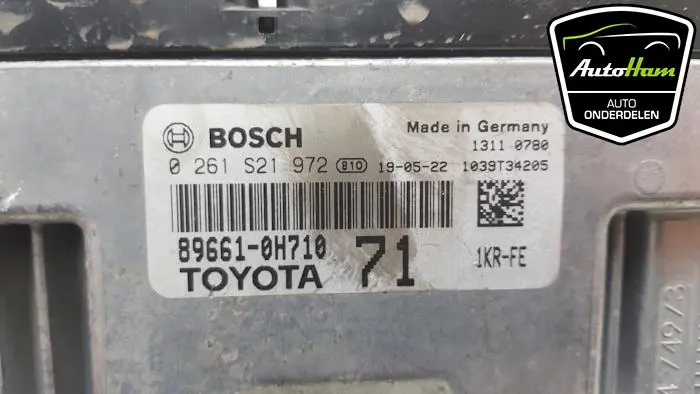 AutoHam
AUTO
ONDERDELEN
BOSCH
Made in Germany
1311 0780
0 261 S21 972 810 19-05-22 1039T34205
89661-0H710
71
1KR-FE
TOYOTA